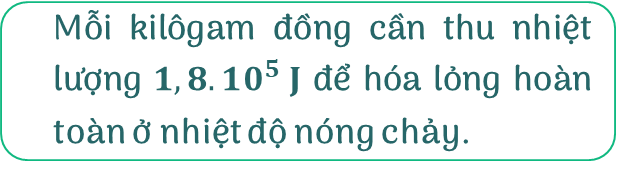 Mỗi kilôgam đồng cần thu nhiệt
lượng 1,8.10⁵ J để hóa lỏng hoàn
toàn ở nhiệt độ nóng chảy.